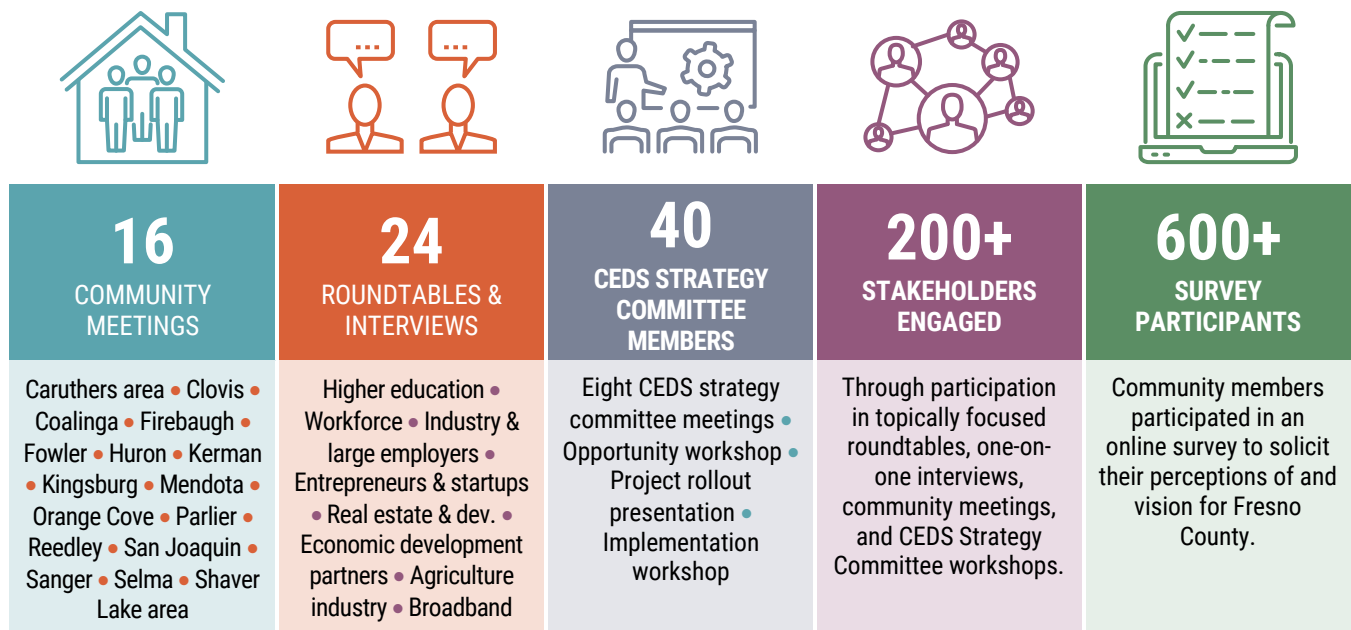 16
COMMUNITY
MEETINGS
Caruthers area • Clovis •
Coalinga • Firebaugh •
Fowler • Huron • Kerman
• Kingsburg • Mendota •
Orange Cove • Parlier •
Reedley • San Joaquin •
Sanger • Selma • Shaver
Lake area
24
ROUNDTABLES &
INTERVIEWS
Higher education •
Workforce • Industry &
large employers •
Entrepreneurs & startups
• Real estate & dev. •
Economic development
partners • Agriculture
industry • Broadband
40
CEDS STRATEGY
COMMITTEE
MEMBERS
Eight CEDS strategy
committee meetings •
Opportunity workshop •
Project rollout
presentation •
Implementation
workshop
200+
STAKEHOLDERS
ENGAGED
Through participation
in topically focused
roundtables, one-on-
one interviews,
community meetings,
and CEDS Strategy
Committee workshops.
600+
SURVEY
PARTICIPANTS
Community members
participated in an
online survey to solicit
their perceptions of and
vision for Fresno
County.